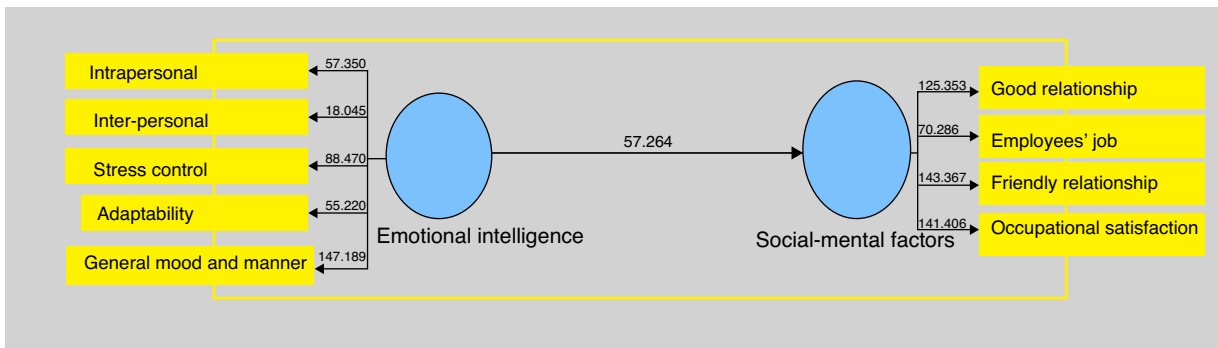 Intrapersonal
57.350
Inter-personal
18.045
Stress control
88.470
Adaptability
55.220
General mood and manner
147.189
Emotional intelligence
57.264
Social-mental factors
125.353
Good relationship
70.286
Employees’ job
143.367
Friendly relationship
141.406
Occupational satisfaction